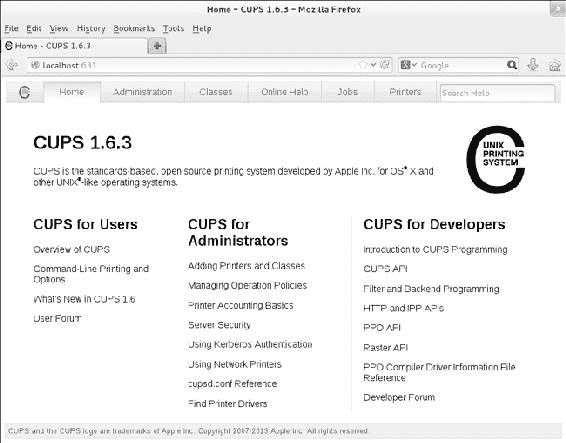 Home - CUPS 1.6.3 - Mozilla Firefox
File Edit View History Bookmarks Tools Help
Home - CUPS 1.6.3
localhost:631
Google
Home Administration Classes Online Help Jobs Printers Search Help
CUPS 1.6.3
CUPS is the standards-based, open source printing system developed by Apple Inc. for OS® X and
other UNIX®-like operating systems.
UNIX
PRINTING
SYSTEM
CUPS for Users
Overview of CUPS
Command-Line Printing and
Options
What's New in CUPS 1.6
User Forum
CUPS for
Administrators
Adding Printers and Classes
Managing Operation Policies
Printer Accounting Basics
Server Security
Using Kerberos Authentication
Using Network Printers
cupsd.conf Reference
Find Printer Drivers
CUPS for Developers
Introduction to CUPS Programming
CUPS API
Filter and Backend Programming
HTTP and IPP APIs
PPD API
Raster API
PPD Compiler Driver Information File
Reference
Developer Forum
CUPS and the CUPS logo are trademarks of Apple Inc. Copyright 2007-2013 Apple Inc. All rights reserved.